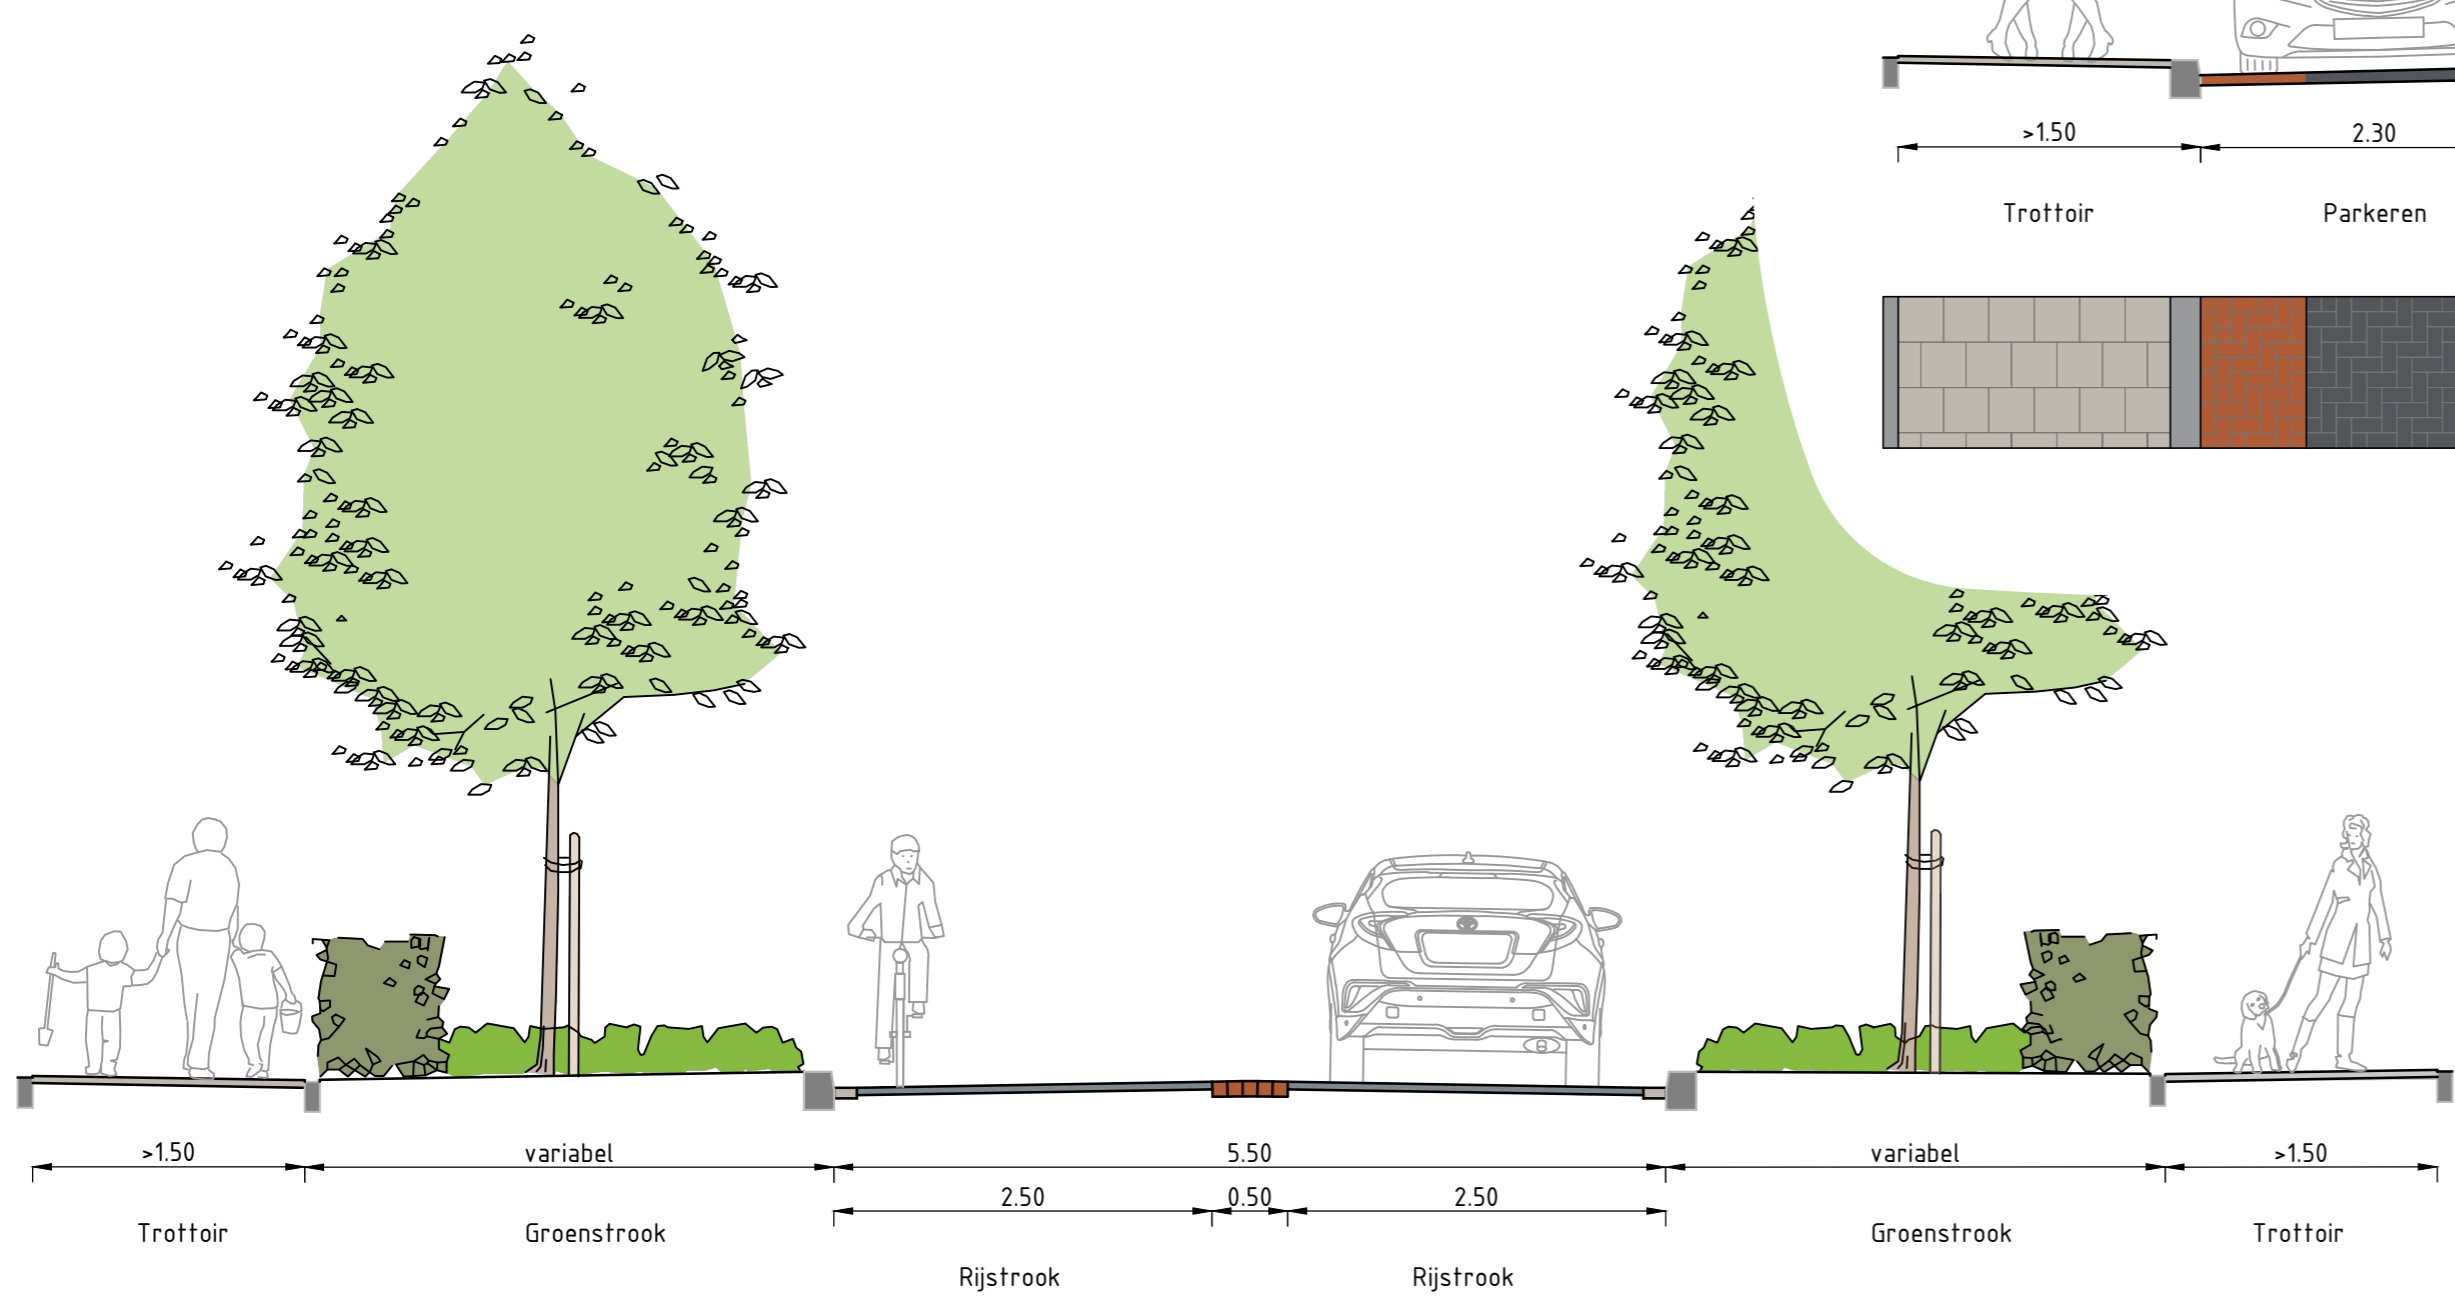 >1.50 2.30
Trottoir Parkeren
>1.50 variabel 5.50 variabel >1.50
2.50 0.50 2.50
Trottoir Groenstrook Groenstrook Trottoir
Rijstrook Rijstrook